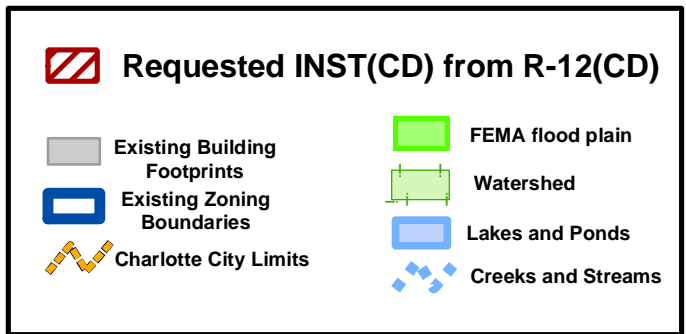 Requested INST(CD) from R-12(CD)
Existing Building
Footprints
Existing Zoning
Boundaries
Charlotte City Limits
FEMA flood plain
Watershed
Lakes and Ponds
Creeks and Streams